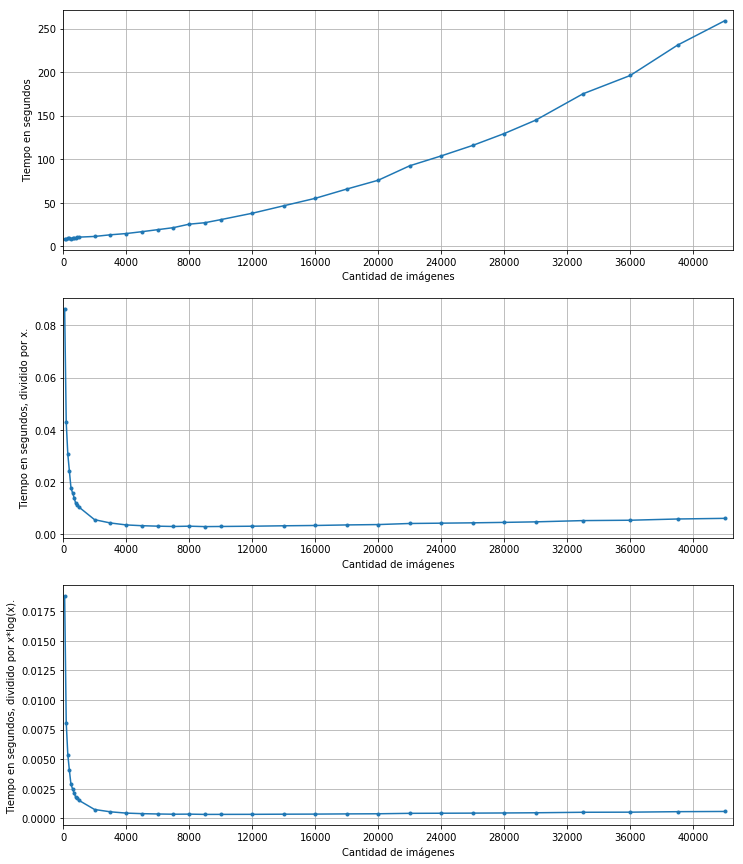 Tiempo en segundos
250
200
150
100
50
0
0 4000 8000 12000 16000 20000 24000 28000 32000 36000 40000
Cantidad de imágenes
Tiempo en segundos, dividido por x.
0.08
0.06
0.04
0.02
0.00
0 4000 8000 12000 16000 20000 24000 28000 32000 36000 40000
Cantidad de imágenes
Tiempo en segundos, dividido por x*log(x).
0.0175
0.0150
0.0125
0.0100
0.0075
0.0050
0.0025
0.0000
0 4000 8000 12000 16000 20000 24000 28000 32000 36000 40000
Cantidad de imágenes